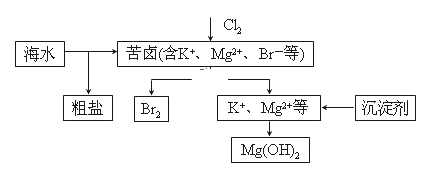 Cl₂
海水
苦卤(含K⁺、Mg²⁺、Br⁻等)
粗盐
Br₂
K⁺、Mg²⁺等
沉淀剂
Mg(OH)₂